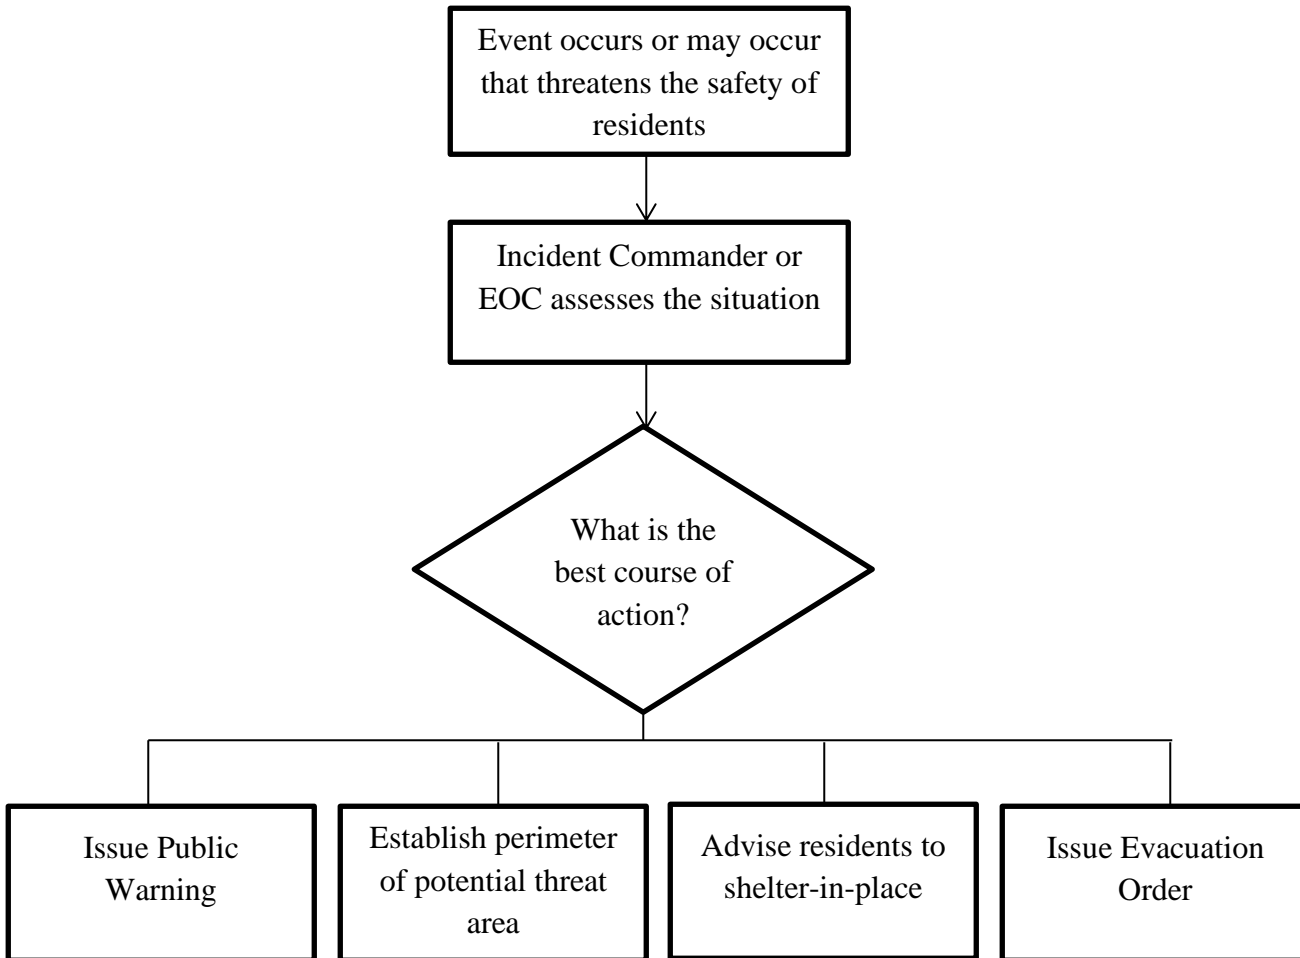 Event occurs or may occur
that threatens the safety of
residents
Incident Commander or
EOC assesses the situation
What is the
best course of
action?
Issue Public
Warning
Establish perimeter
of potential threat
area
Advise residents to
shelter-in-place
Issue Evacuation
Order